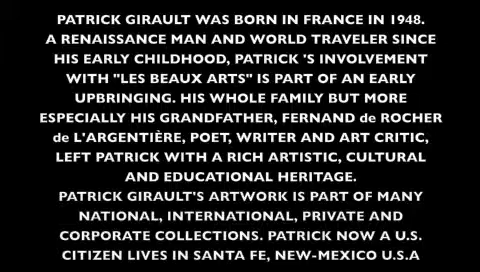 PATRICK GIRAULT WAS BORN IN FRANCE IN 1948.
A RENAISSANCE MAN AND WORLD TRAVELER SINCE
HIS EARLY CHILDHOOD, PATRICK 'S INVOLVEMENT
WITH "LES BEAUX ARTS" IS PART OF AN EARLY
UPBRINGING. HIS WHOLE FAMILY BUT MORE
ESPECIALLY HIS GRANDFATHER, FERNAND de ROCHER
de L'ARGENTIÈRE, POET, WRITER AND ART CRITIC,
LEFT PATRICK WITH A RICH ARTISTIC, CULTURAL
AND EDUCATIONAL HERITAGE.
PATRICK GIRAULT'S ARTWORK IS PART OF MANY
NATIONAL, INTERNATIONAL, PRIVATE AND
CORPORATE COLLECTIONS. PATRICK NOW A U.S.
CITIZEN LIVES IN SANTA FE, NEW-MEXICO U.S.A